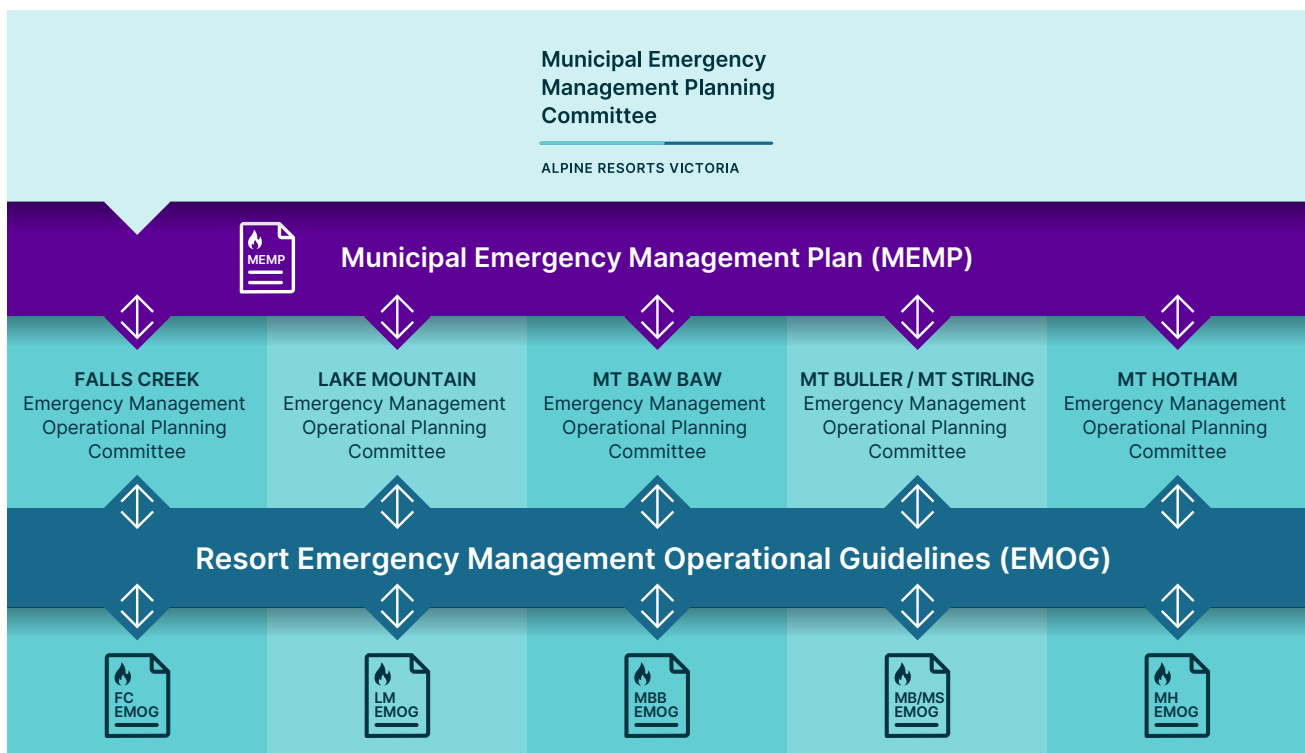 Municipal Emergency
Management Planning
Committee
ALPINE RESORTS VICTORIA
MEMP
Municipal Emergency Management Plan (MEMP)
FALLS CREEK
Emergency Management
Operational Planning
Committee
LAKE MOUNTAIN
Emergency Management
Operational Planning
Committee
MT BAW BAW
Emergency Management
Operational Planning
Committee
MT BULLER / MT STIRLING
Emergency Management
Operational Planning
Committee
MT HOTHAM
Emergency Management
Operational Planning
Committee
Resort Emergency Management Operational Guidelines (EMOG)
FC
EMOG
LM
EMOG
MBB
EMOG
MB/MS
EMOG
MH
EMOG